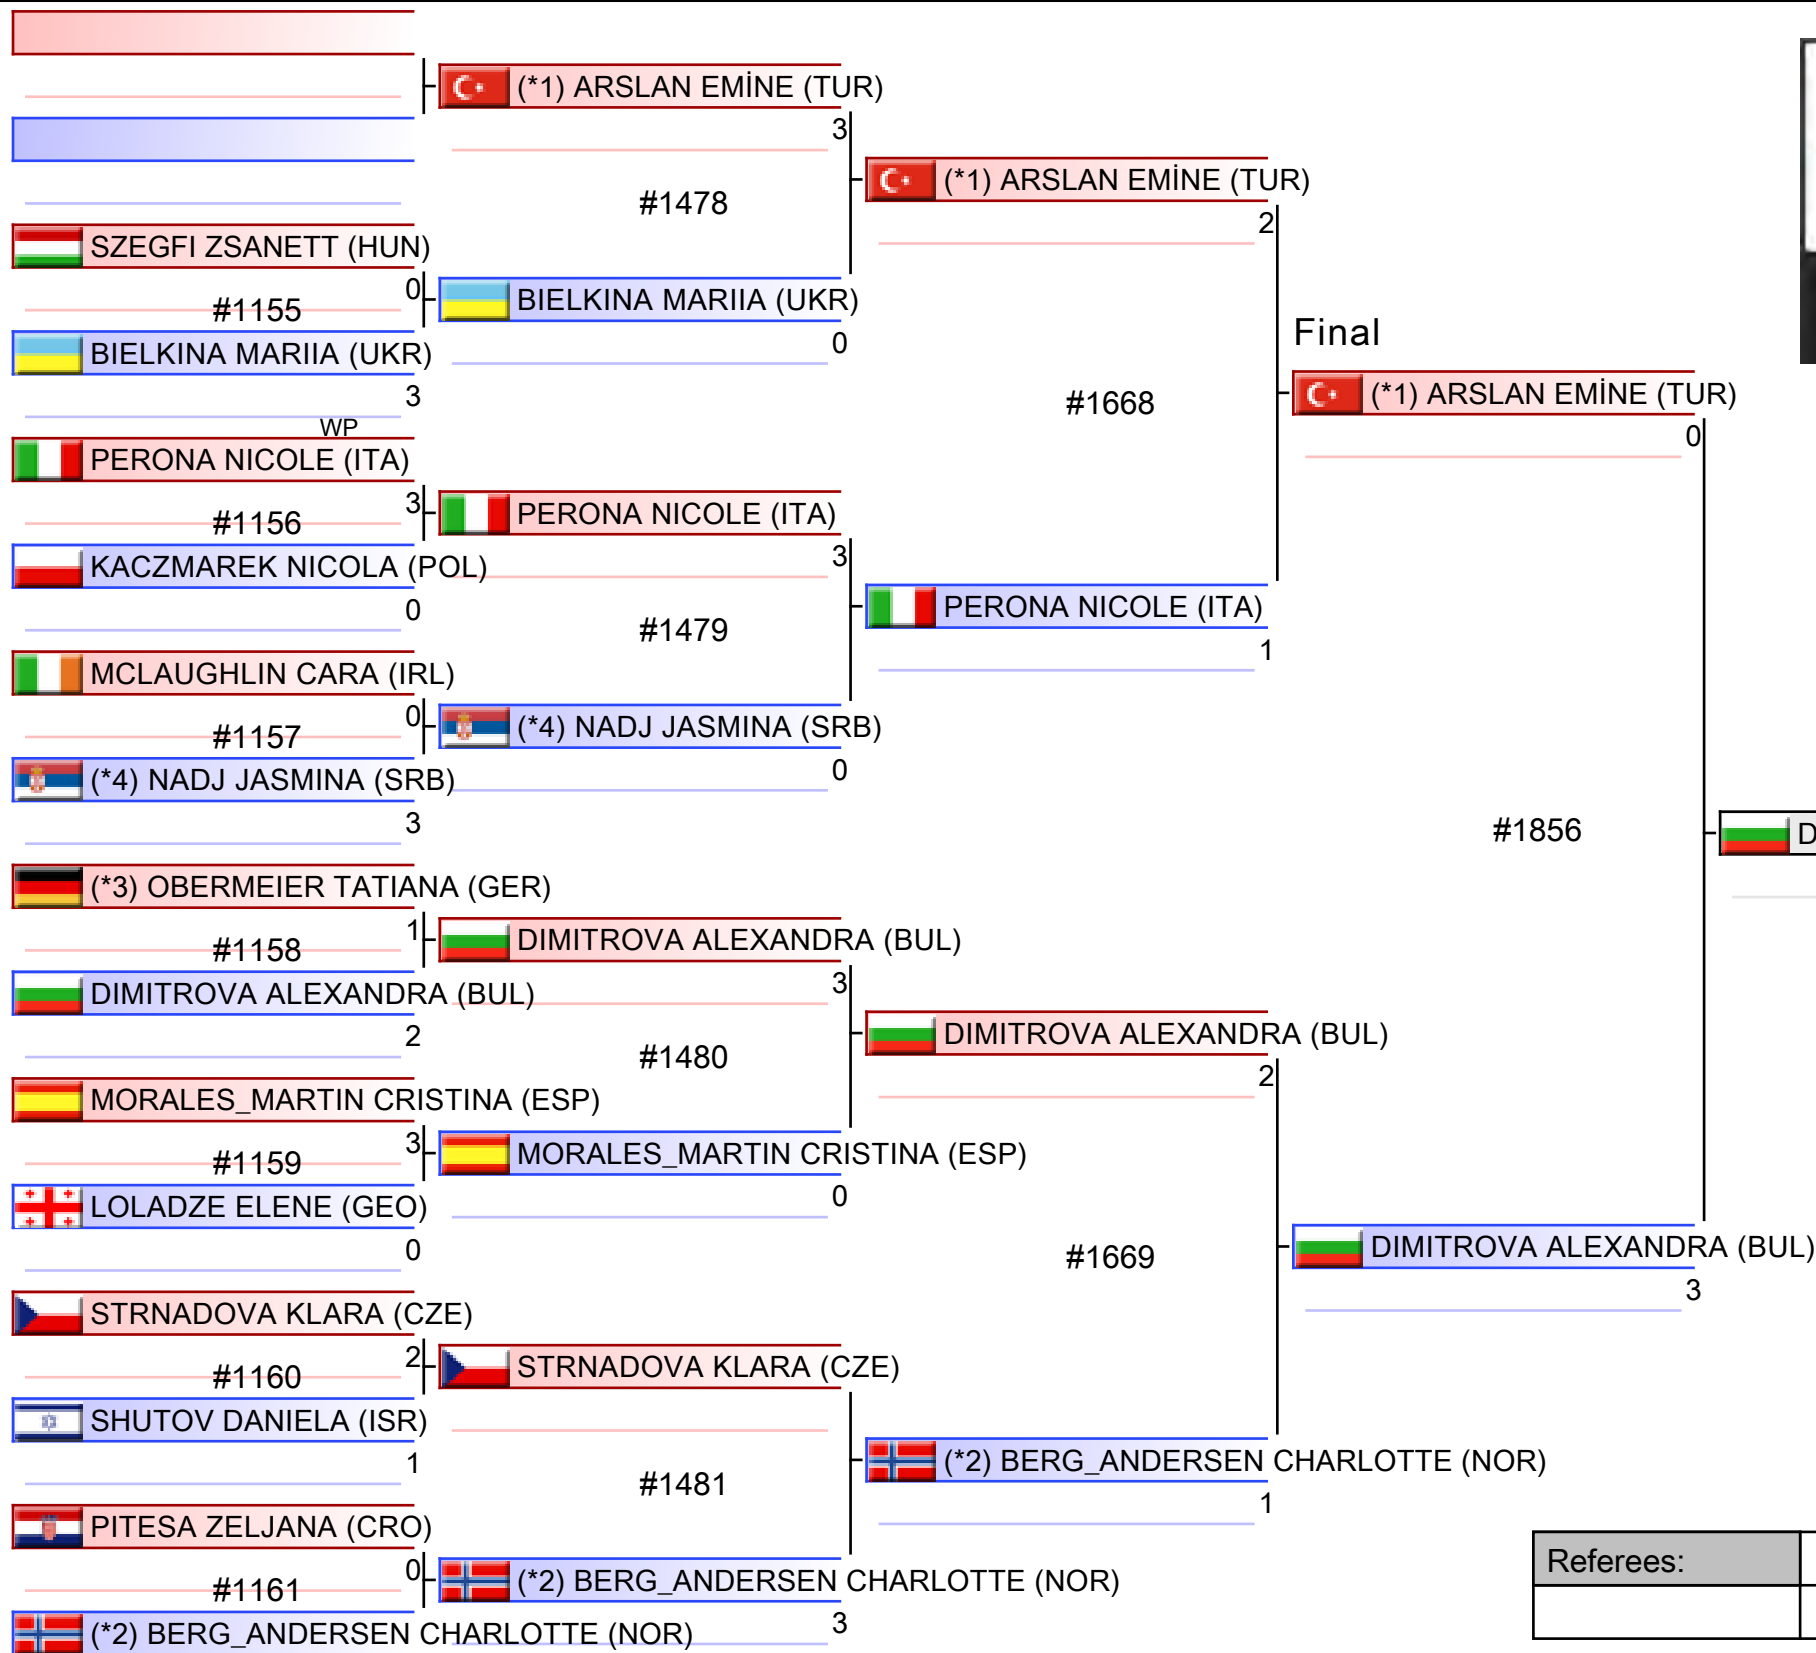 (*1) ARSLAN EMİNE (TUR)
3
(*1) ARSLAN EMİNE (TUR)
#1478
2
SZEGFI ZSANETT (HUN)
0
#1155
BIELKINA MARIIA (UKR)
Final
BIELKINA MARIIA (UKR)
0
3
#1668
(*1) ARSLAN EMİNE (TUR)
0
WP
PERONA NICOLE (ITA)
3
#1156
PERONA NICOLE (ITA)
3
KACZMAREK NICOLA (POL)
0
PERONA NICOLE (ITA)
#1479
1
MCLAUGHLIN CARA (IRL)
0
#1157
(*4) NADJ JASMINA (SRB)
0
(*4) NADJ JASMINA (SRB)
3
#1856
D
(*3) OBERMEIER TATIANA (GER)
1
#1158
DIMITROVA ALEXANDRA (BUL)
3
DIMITROVA ALEXANDRA (BUL)
2
DIMITROVA ALEXANDRA (BUL)
#1480
2
MORALES_MARTIN CRISTINA (ESP)
3
#1159
MORALES_MARTIN CRISTINA (ESP)
0
LOLADZE ELENE (GEO)
0
#1669
DIMITROVA ALEXANDRA (BUL)
3
STRNADOVA KLARA (CZE)
2
#1160
STRNADOVA KLARA (CZE)
SHUTOV DANIELA (ISR)
1
(*2) BERG_ANDERSEN CHARLOTTE (NOR)
#1481
1
PITESA ZELJANA (CRO)
0
#1161
(*2) BERG_ANDERSEN CHARLOTTE (NOR)
3
(*2) BERG_ANDERSEN CHARLOTTE (NOR)
Referees: